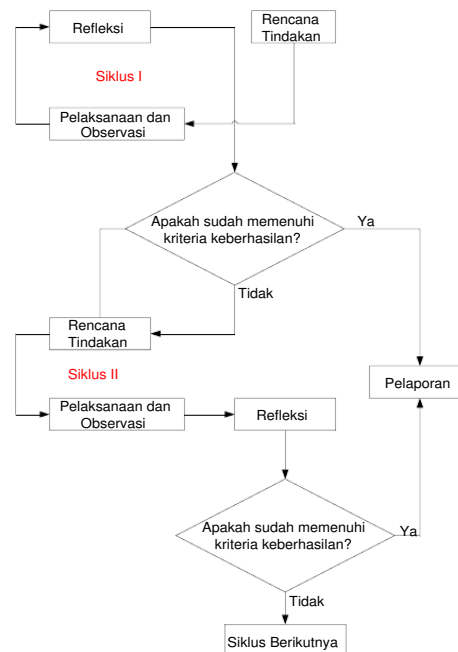 Refleksi
Rencana
Tindakan
Siklus I
Pelaksanaan dan
Observasi
Apakah sudah memenuhi
kriteria keberhasilan?
Ya
Tidak
Rencana
Tindakan
Siklus II
Pelaporan
Pelaksanaan dan
Observasi
Refleksi
Apakah sudah memenuhi
kriteria keberhasilan?
Ya
Tidak
Siklus Berikutnya